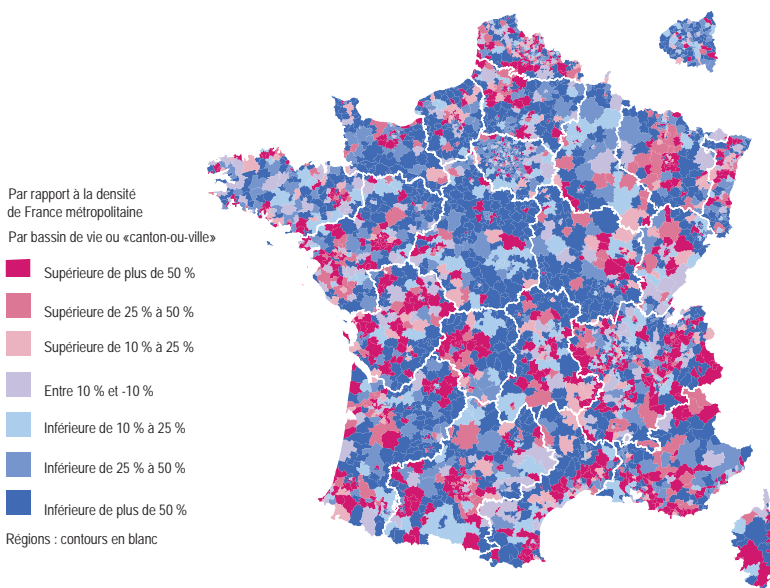 Par rapport à la densité
de France métropolitaine
Par bassin de vie ou «canton-ou-ville»
Supérieure de plus de 50 %
Supérieure de 25 % à 50 %
Supérieure de 10 % à 25 %
Entre 10 % et -10 %
Inférieure de 10 % à 25 %
Inférieure de 25 % à 50 %
Inférieure de plus de 50 %
Régions : contours en blanc